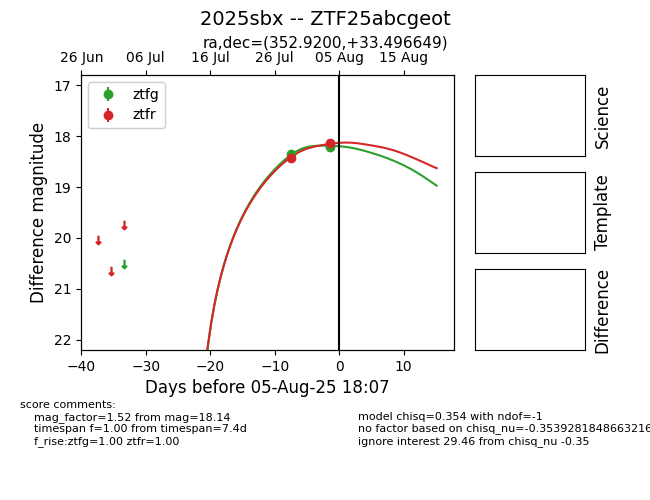 2025sbx -- ZTF25abcgeot
ra,dec=(352.9200,+33.496649)
26 Jun 06 Jul 16 Jul 26 Jul 05 Aug 15 Aug
ztfg
ztfr
17
18
19
20
21
22
Difference magnitude
−40 −30 −20 −10 0 10
Days before 05-Aug-25 18:07
Science
Template
Difference
score comments:
mag_factor=1.52 from mag=18.14
timespan f=1.00 from timespan=7.4d
f_rise:ztfg=1.00 ztfr=1.00
model chisq=0.354 with ndof=-1
no factor based on chisq_nu=-0.3539281848663216
ignore interest 29.46 from chisq_nu -0.35